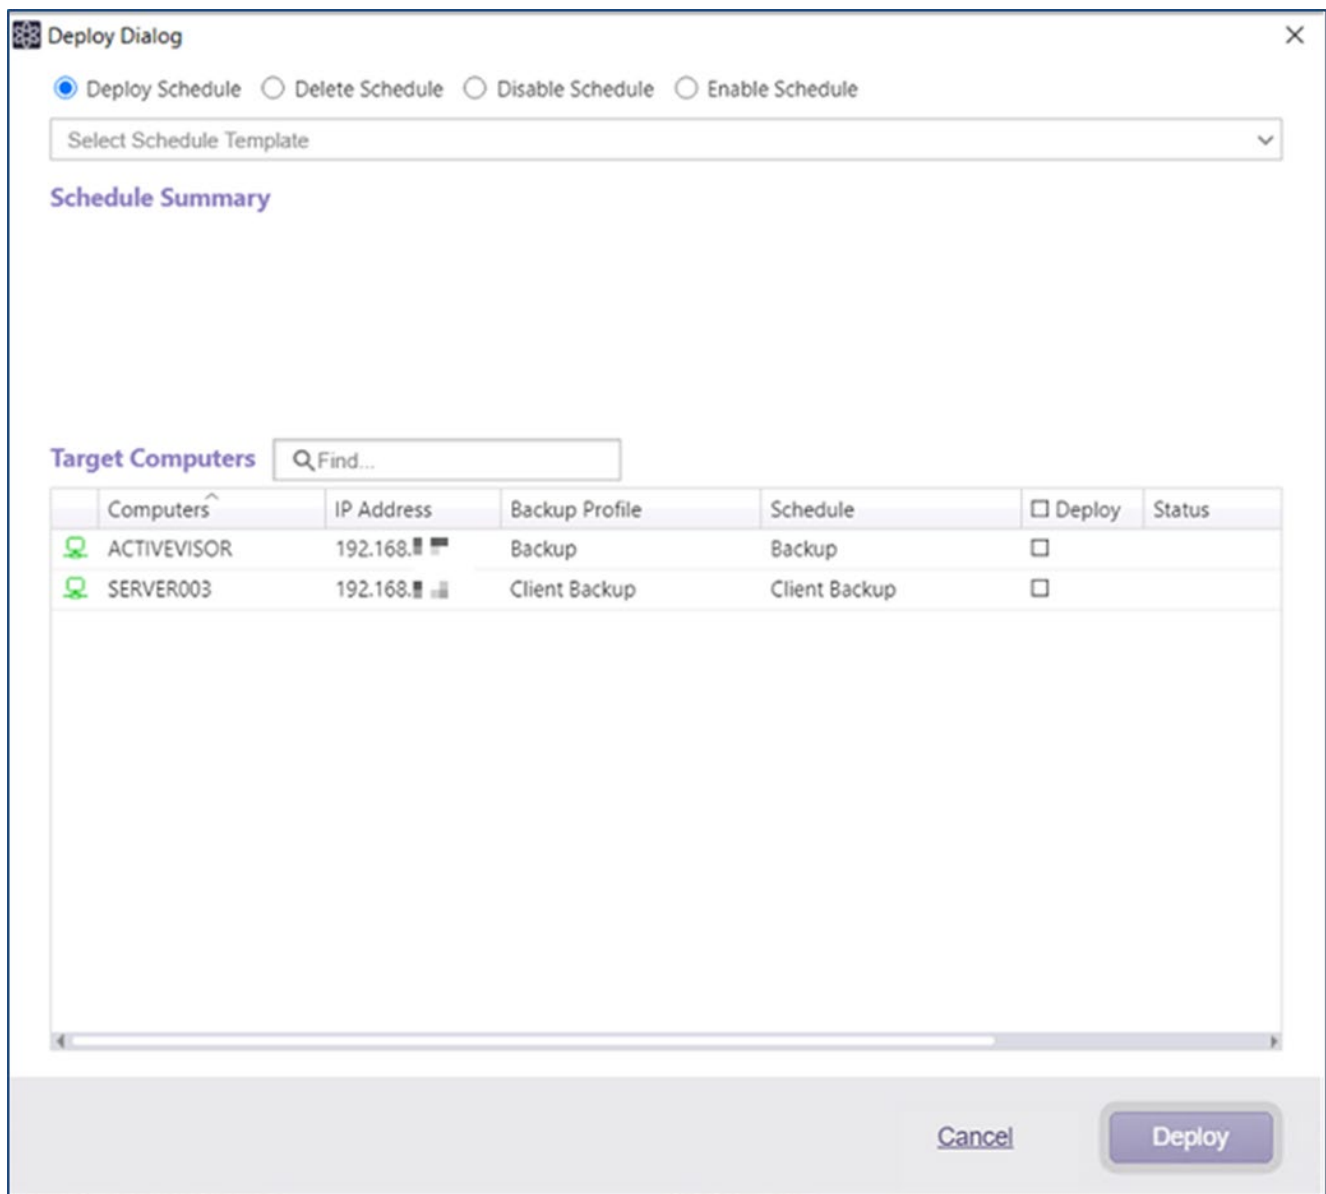 Deploy Dialog
Deploy Schedule Delete Schedule Disable Schedule Enable Schedule
Select Schedule Template
Schedule Summary
Target Computers Find...
Computers IP Address Backup Profile Schedule Deploy Status
ACTIVEVISOR 192.168. Backup Backup
SERVER003 192.168. Client Backup Client Backup
Cancel Deploy